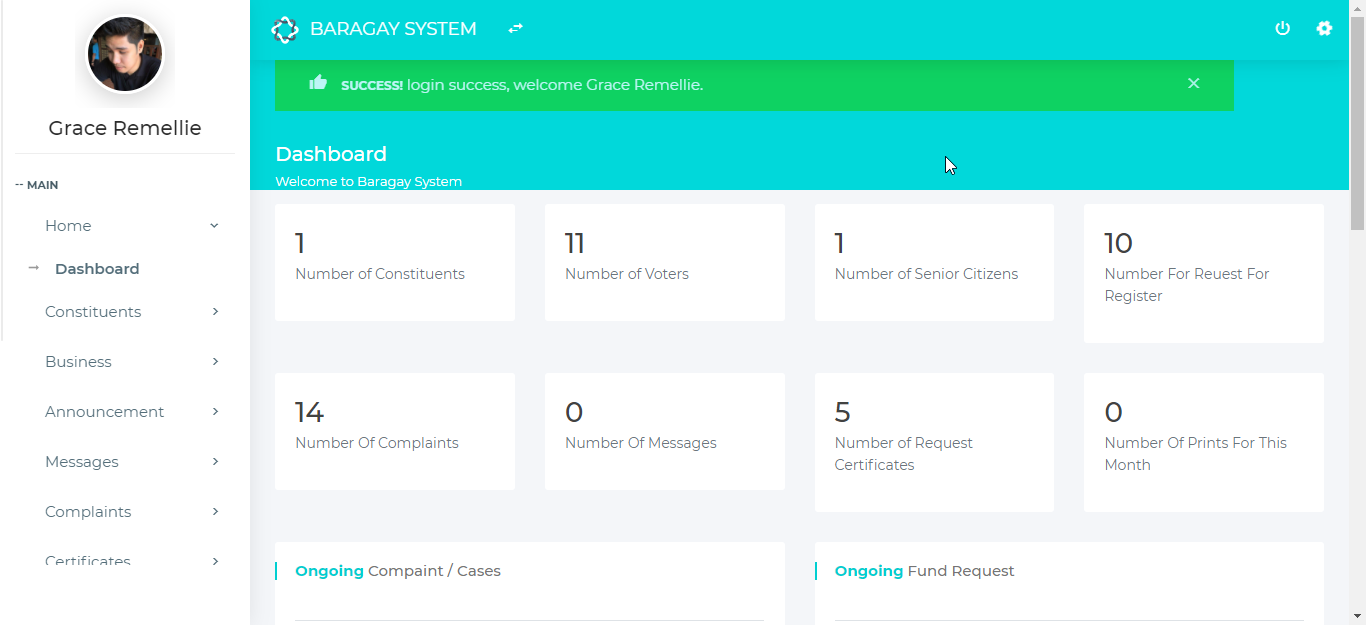 Grace Remellie
-- MAIN
Home
Dashboard
Constituents
Business
Announcement
Messages
Complaints
Certificates
BARAGAY SYSTEM
SUCCESS! login success, welcome Grace Remellie.
Dashboard
Welcome to Baragay System
1
Number of Constituents
11
Number of Voters
1
Number of Senior Citizens
10
Number For Reuest For
Register
14
Number Of Complaints
0
Number Of Messages
5
Number of Request
Certificates
0
Number Of Prints For This
Month
Ongoing Compaint / Cases
Ongoing Fund Request